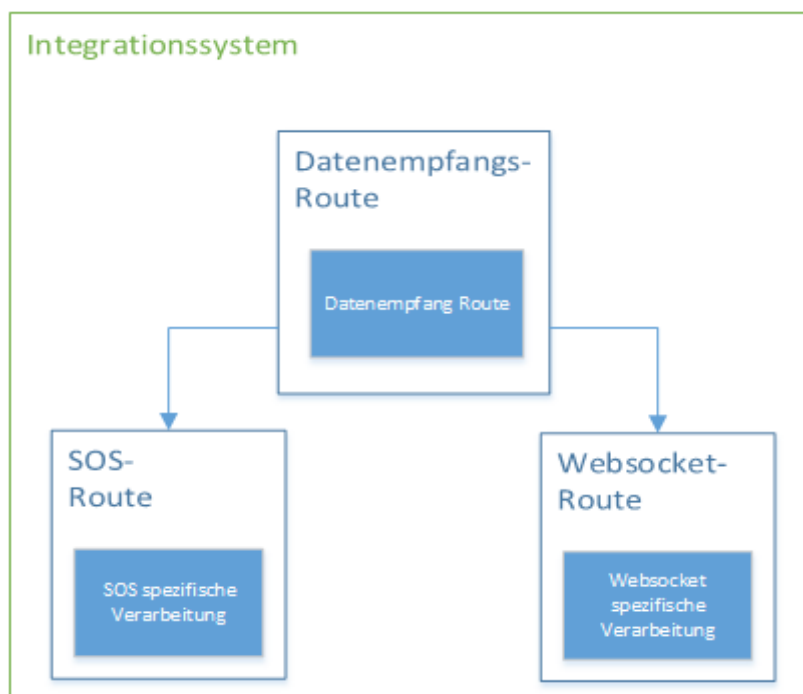 Integrationssystem
Datenempfangs-
Route
Datenempfang Route
SOS-
Route
SOS spezifische
Verarbeitung
Websocket-
Route
Websocket
spezifische
Verarbeitung